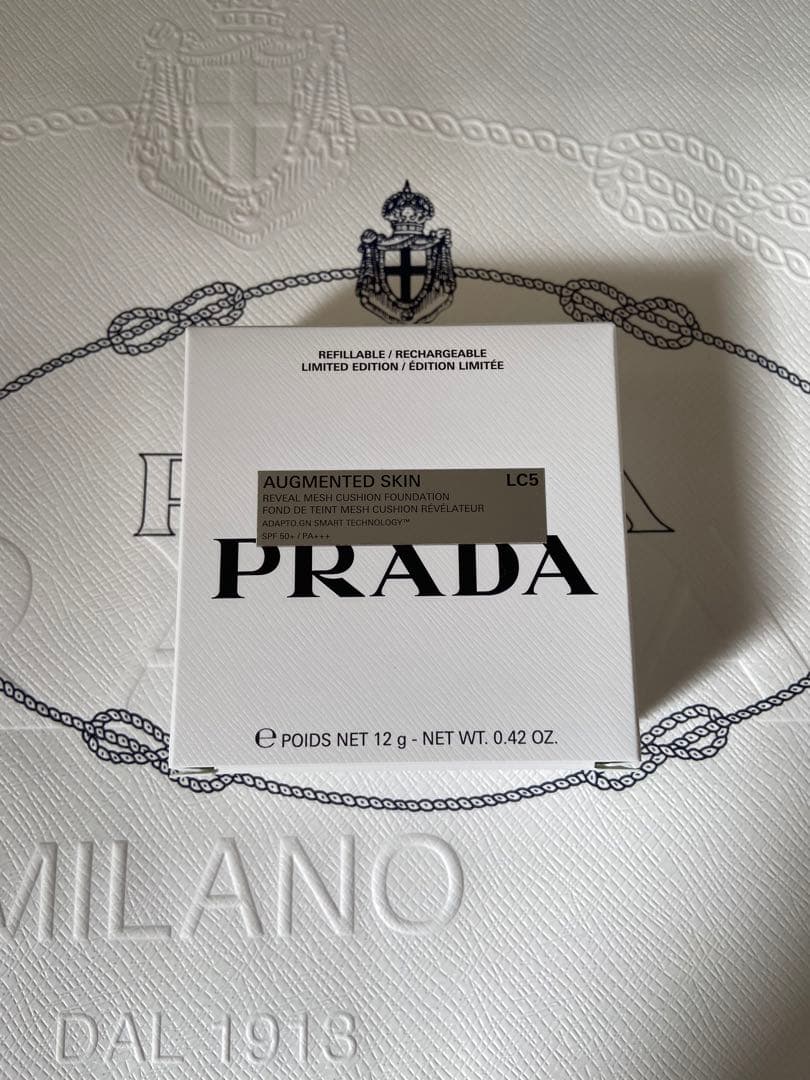 REFILLABLE / RECHARGEABLE
LIMITED EDITION / ÉDITION LIMITÉE
AUGMENTED SKIN LC5
REVEAL MESH CUSHION FOUNDATION
FOND DE TEINT MESH CUSHION RÉVÉLATEUR
ADAPTO.GN SMART TECHNOLOGY™
SPF 50+ / PA+++
PRADA
℮ POIDS NET 12 g - NET WT. 0.42 OZ.
MILANO
DAL 1913